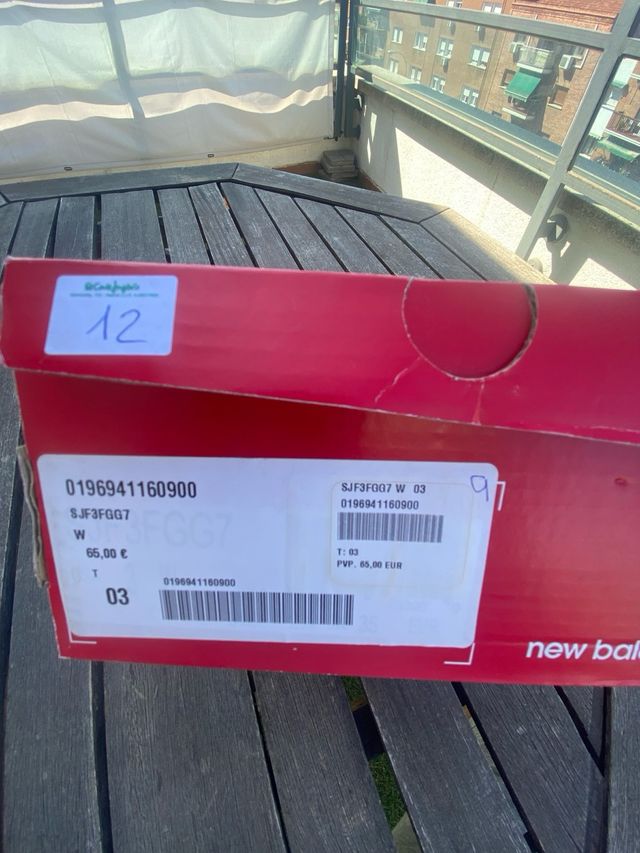 12
0196941160900
SJF3FGG7
W
65,00 €
T
03
0196941160900
SJF3FGG7 W 03
0196941160900
T: 03
PVP. 65,00 EUR
9
new bal